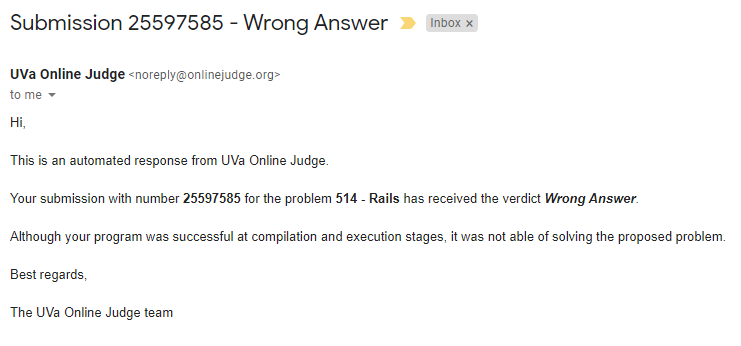 Submission 25597585 - Wrong Answer Inbox x
UVa Online Judge <noreply@onlinejudge.org>
to me
Hi,
This is an automated response from UVa Online Judge.
Your submission with number 25597585 for the problem 514 - Rails has received the verdict Wrong Answer.
Although your program was successful at compilation and execution stages, it was not able of solving the proposed problem.
Best regards,
The UVa Online Judge team